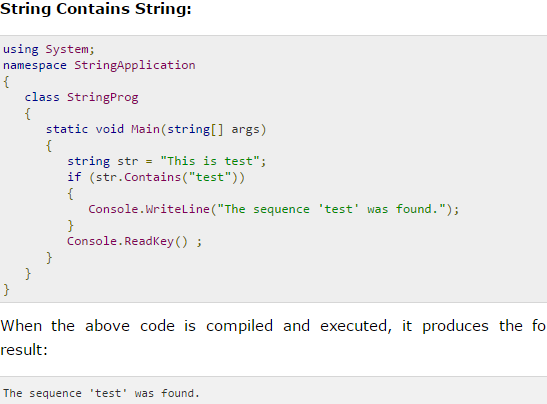 String Contains String:
using System;
namespace StringApplication
{
class StringProg
{
static void Main(string[] args)
{
string str = "This is test";
if (str.Contains("test"))
{
Console.WriteLine("The sequence 'test' was found.");
}
Console.ReadKey() ;
}
}
}
When the above code is compiled and executed, it produces the fo
result:
The sequence 'test' was found.